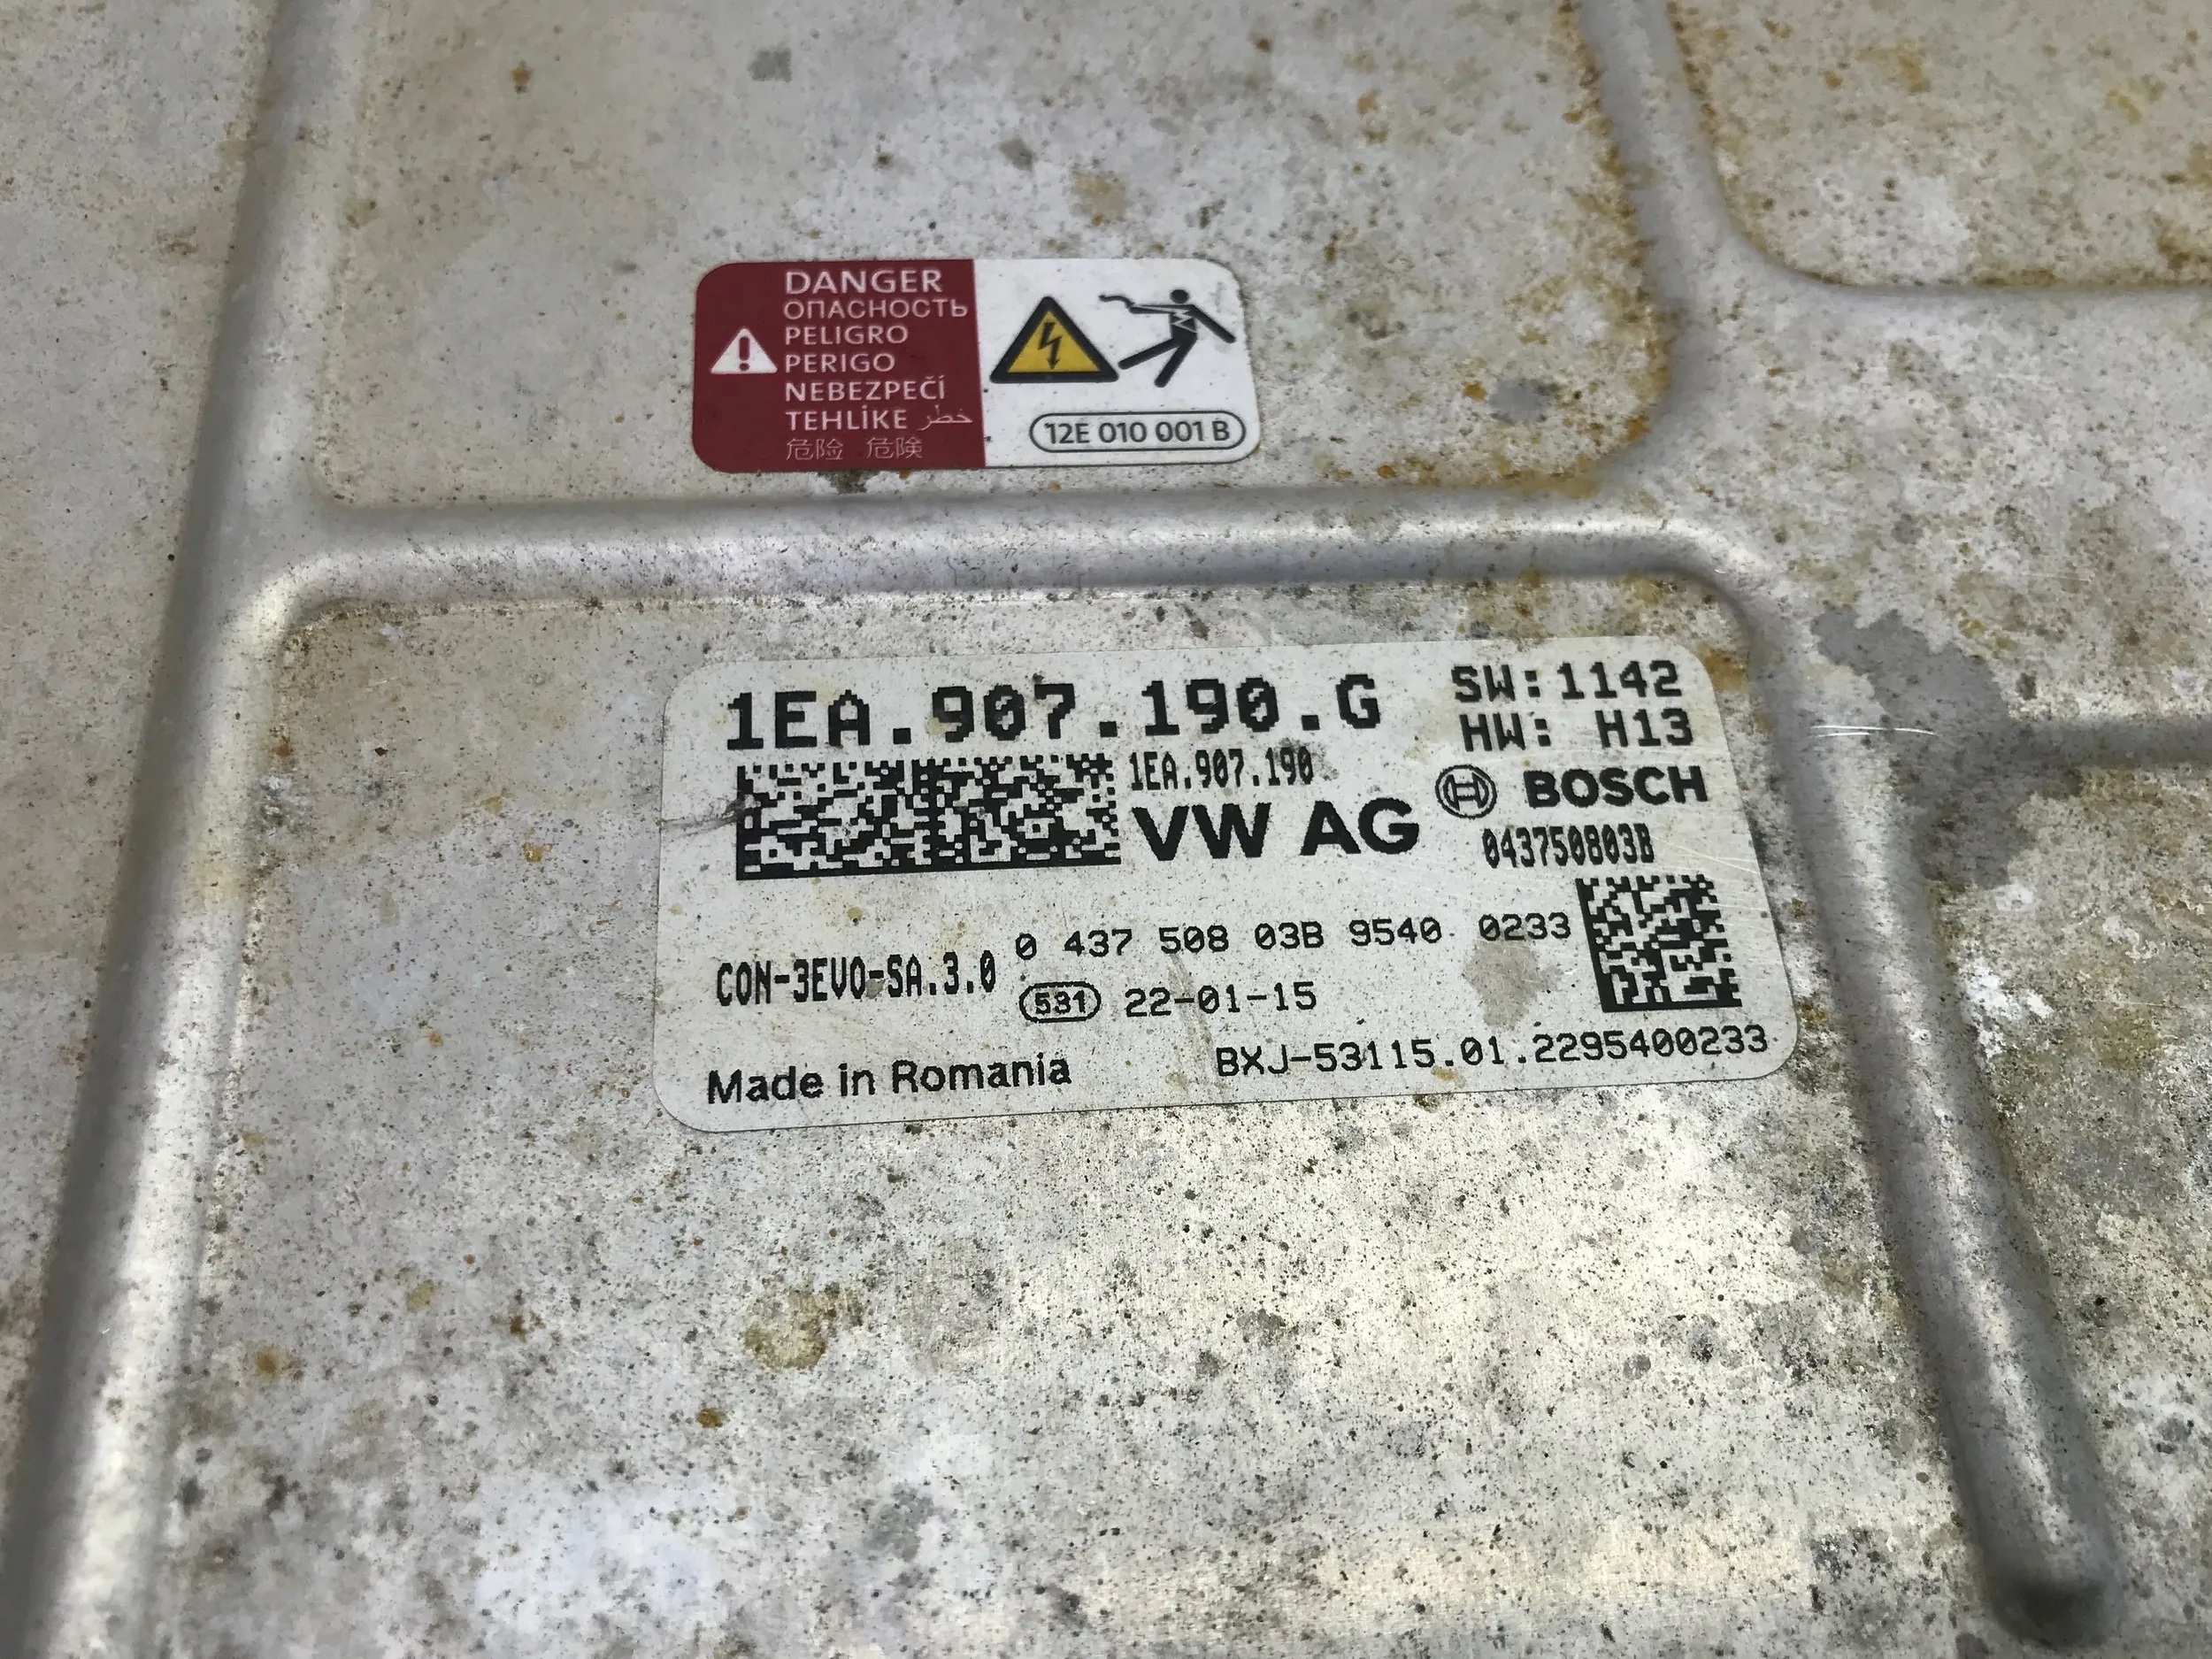 DANGER
ОПАСНОСТЬ
PELIGRO
PERIGO
NEBEZPEČÍ
TEHLİKE خطر
危险 危険
12E 010 001 B
1EA.907.190.G
SW:1142
HW: H13
1EA.907.190
VW AG
BOSCH
043750803B
0 437 508 03B 9540 0233
CON-3EVO-SA.3.0
531 22-01-15
Made in Romania
BXJ-53115.01.2295400233